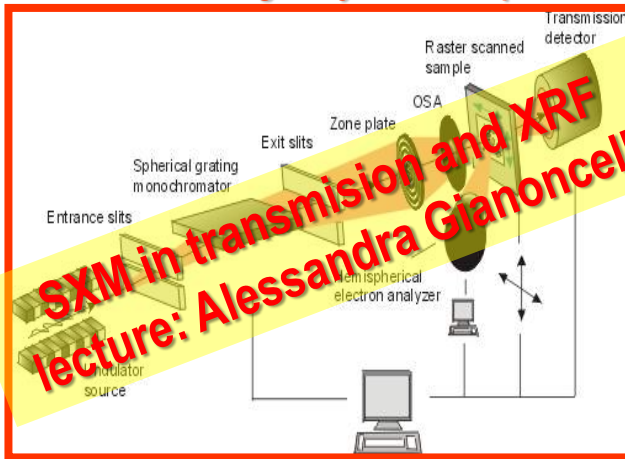 Transmission
detector
Raster scanned
sample
OSA
Zone plate
Exit slits
Spherical grating
monochromator
Entrance slits
SXM in transmision and XRF
lecture: Alessandra Gianoncell
Hemispherical
electron analyzer
Undulator
source